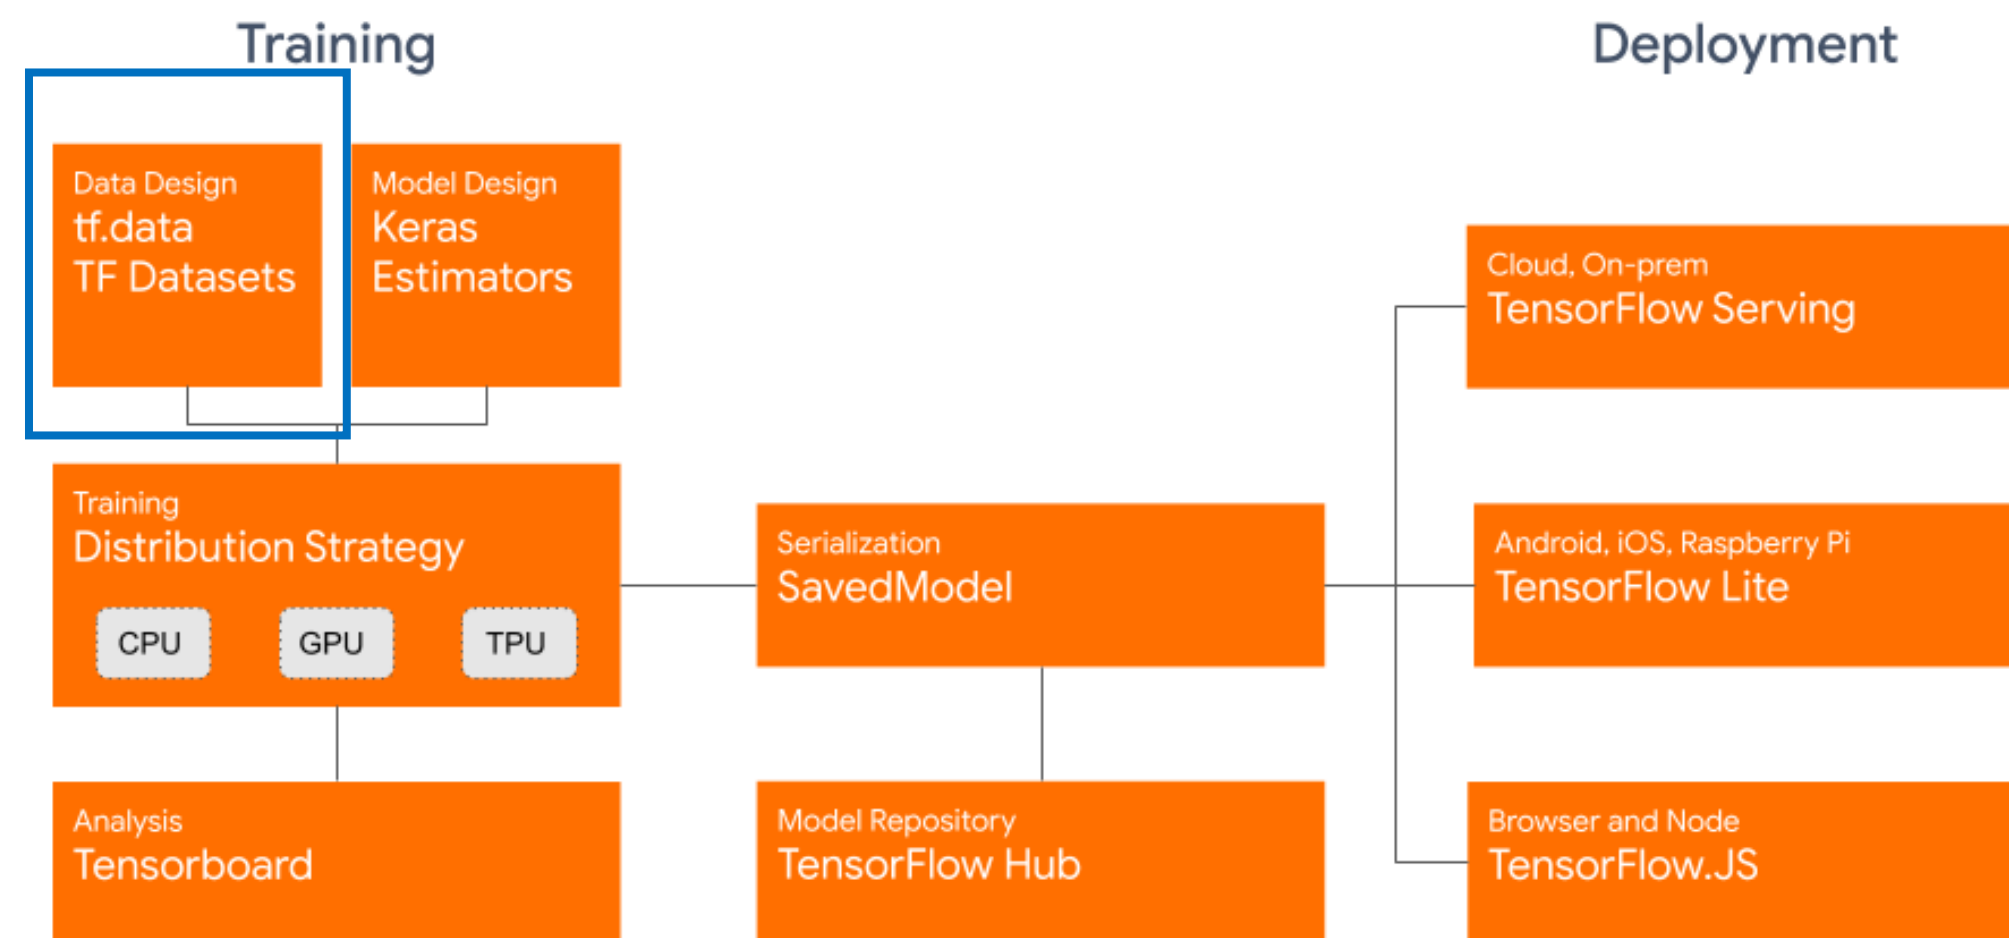 Training
Deployment
Data Design
tf.data
TF Datasets
Model Design
Keras
Estimators
Cloud, On-prem
TensorFlow Serving
Training
Distribution Strategy
CPU
GPU
TPU
Serialization
SavedModel
Android, iOS, Raspberry Pi
TensorFlow Lite
Analysis
Tensorboard
Model Repository
TensorFlow Hub
Browser and Node
TensorFlow.JS